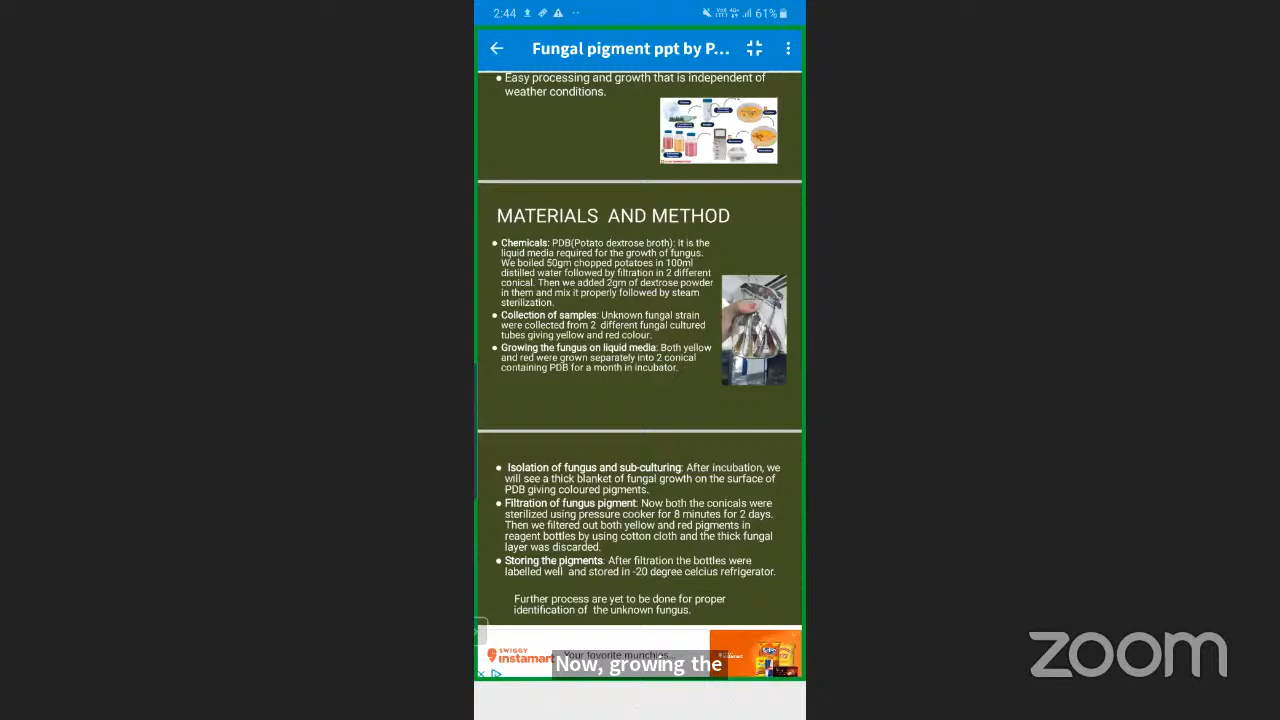 2:44
61%
Fungal pigment ppt by P...
• Easy processing and growth that is independent of
weather conditions.
MATERIALS AND METHOD
• Chemicals: PDB(Potato dextrose broth): It is the
liquid media required for the growth of fungus.
We boiled 50gm chopped potatoes in 100ml
distilled water followed by filtration in 2 different
conical. Then we added 2gm of dextrose powder
in them and mix it properly followed by steam
sterilization.
• Collection of samples: Unknown fungal strain
were collected from 2 different fungal cultured
tubes giving yellow and red colour.
• Growing the fungus on liquid media: Both yellow
and red were grown separately into 2 conical
containing PDB for a month in incubator.
• Isolation of fungus and sub-culturing: After incubation, we
will see a thick blanket of fungal growth on the surface of
PDB giving coloured pigments.
• Filtration of fungus pigment: Now both the conicals were
sterilized using pressure cooker for 8 minutes for 2 days.
Then we filtered out both yellow and red pigments in
reagent bottles by using cotton cloth and the thick fungal
layer was discarded.
• Storing the pigments: After filtration the bottles were
labelled well and stored in -20 degree celcius refrigerator.
Further process are yet to be done for proper
identification of the unknown fungus.
SWIGGY
instamart
Your favorite munchies...
Now, growing the
zoom